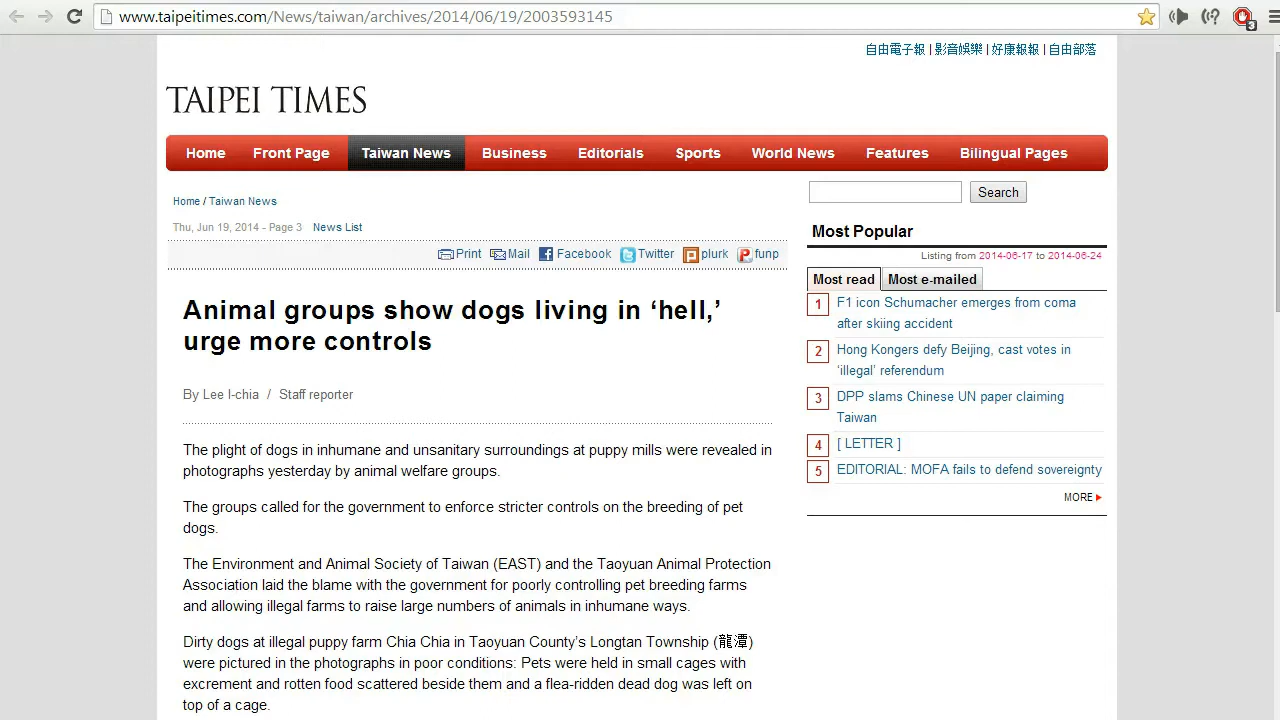 www.taipeitimes.com/News/taiwan/archives/2014/06/19/2003593145
3
自由電子報 | 影音娛樂 | 好康報報 | 自由部落
TAIPEI TIMES
Home Front Page Taiwan News Business Editorials Sports World News Features Bilingual Pages
Search
Home / Taiwan News
Thu, Jun 19, 2014 - Page 3 News List
Print Mail Facebook Twitter plurk funp
Animal groups show dogs living in ‘hell,’
urge more controls
By Lee I-chia / Staff reporter
The plight of dogs in inhumane and unsanitary surroundings at puppy mills were revealed in
photographs yesterday by animal welfare groups.
The groups called for the government to enforce stricter controls on the breeding of pet
dogs.
The Environment and Animal Society of Taiwan (EAST) and the Taoyuan Animal Protection
Association laid the blame with the government for poorly controlling pet breeding farms
and allowing illegal farms to raise large numbers of animals in inhumane ways.
Dirty dogs at illegal puppy farm Chia Chia in Taoyuan County’s Longtan Township (龍潭)
were pictured in the photographs in poor conditions: Pets were held in small cages with
excrement and rotten food scattered beside them and a flea-ridden dead dog was left on
top of a cage.
Most Popular
Listing from 2014-06-17 to 2014-06-24
Most read Most e-mailed
1 F1 icon Schumacher emerges from coma
after skiing accident
2 Hong Kongers defy Beijing, cast votes in
‘illegal’ referendum
3 DPP slams Chinese UN paper claiming
Taiwan
4 [ LETTER ]
5 EDITORIAL: MOFA fails to defend sovereignty
MORE